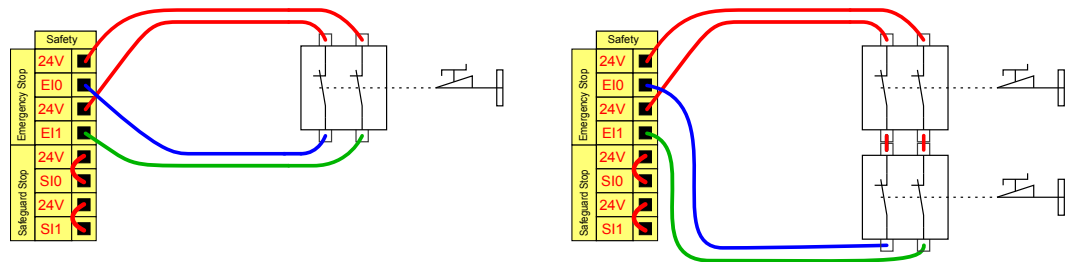 Safety
Emergency Stop
24V
EI0
24V
EI1
Safeguard Stop
24V
SI0
24V
SI1
Safety
Emergency Stop
24V
EI0
24V
EI1
Safeguard Stop
24V
SI0
24V
SI1